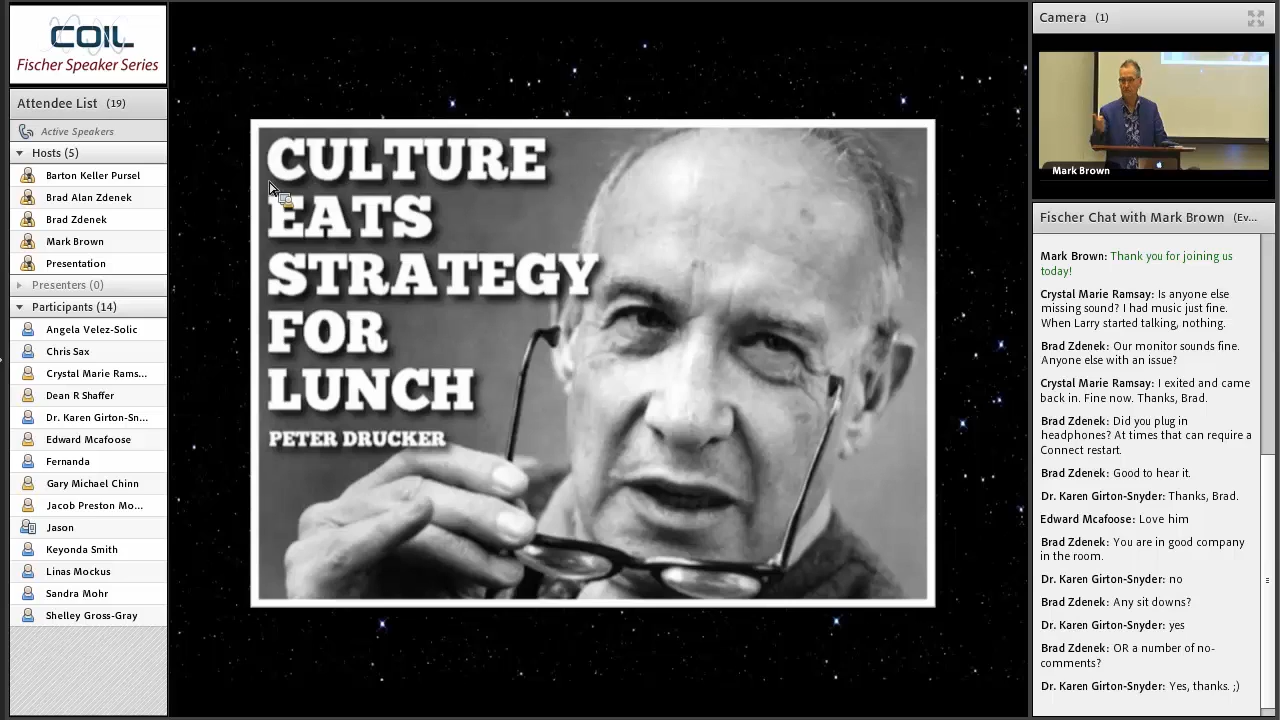 COIL
Fischer Speaker Series
Attendee List (19)
Active Speakers
Hosts (5)
Barton Keller Pursel
Brad Alan Zdenek
Brad Zdenek
Mark Brown
Presentation
Presenters (0)
Participants (14)
Angela Velez-Solic
Chris Sax
Crystal Marie Rams...
Dean R Shaffer
Dr. Karen Girton-Sn...
Edward Mcafoose
Fernanda
Gary Michael Chinn
Jacob Preston Mo...
Jason
Keyonda Smith
Linas Mockus
Sandra Mohr
Shelley Gross-Gray
CULTURE
EATS
STRATEGY
FOR
LUNCH
PETER DRUCKER
Camera (1)
Mark Brown
Fischer Chat with Mark Brown (Ev...
Mark Brown: Thank you for joining us
today!
Crystal Marie Ramsay: Is anyone else
missing sound? I had music just fine.
When Larry started talking, nothing.
Brad Zdenek: Our monitor sounds fine.
Anyone else with an issue?
Crystal Marie Ramsay: I exited and came
back in. Fine now. Thanks, Brad.
Brad Zdenek: Did you plug in
headphones? At times that can require a
Connect restart.
Brad Zdenek: Good to hear it.
Dr. Karen Girton-Snyder: Thanks, Brad.
Edward Mcafoose: Love him
Brad Zdenek: You are in good company
in the room.
Dr. Karen Girton-Snyder: no
Brad Zdenek: Any sit downs?
Dr. Karen Girton-Snyder: yes
Brad Zdenek: OR a number of no-
comments?
Dr. Karen Girton-Snyder: Yes, thanks. ;)